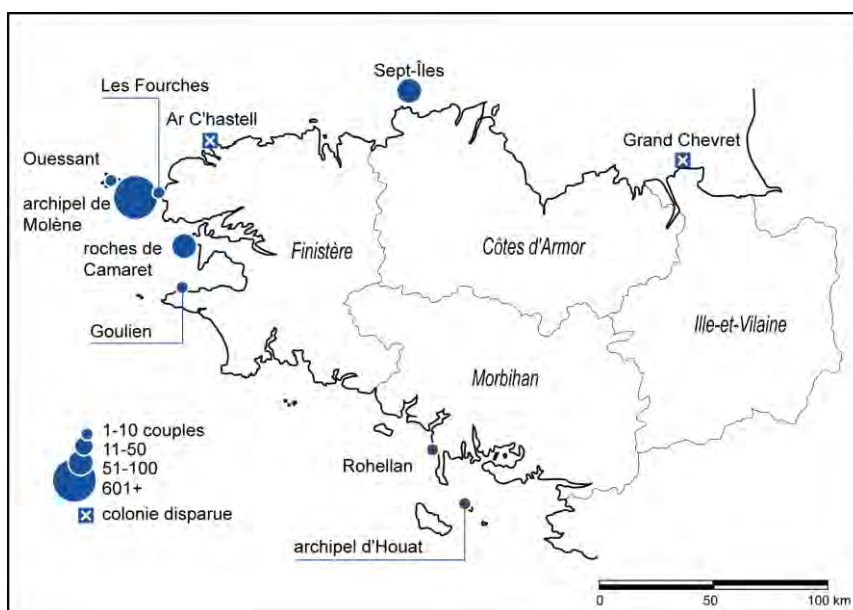 Sept-Îles
Les Fourches
Ar C'hastell
Grand Chevret
Ouessant
archipel de
Molène
roches de
Camaret
Finistère
Côtes d'Armor
Goulien
Ille-et-Vilaine
Morbihan
1-10 couples
11-50
51-100
601+
colonie disparue
Rohellan
archipel d'Houat
0 50 100 km